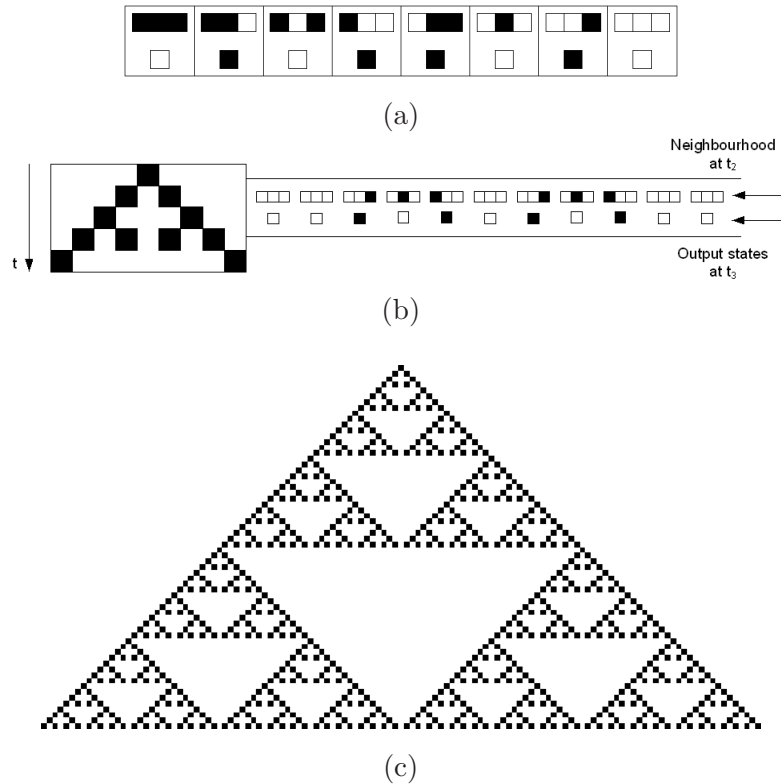 (a)
Neighbourhood
at t₂
t
Output states
at t₃
(b)
(c)